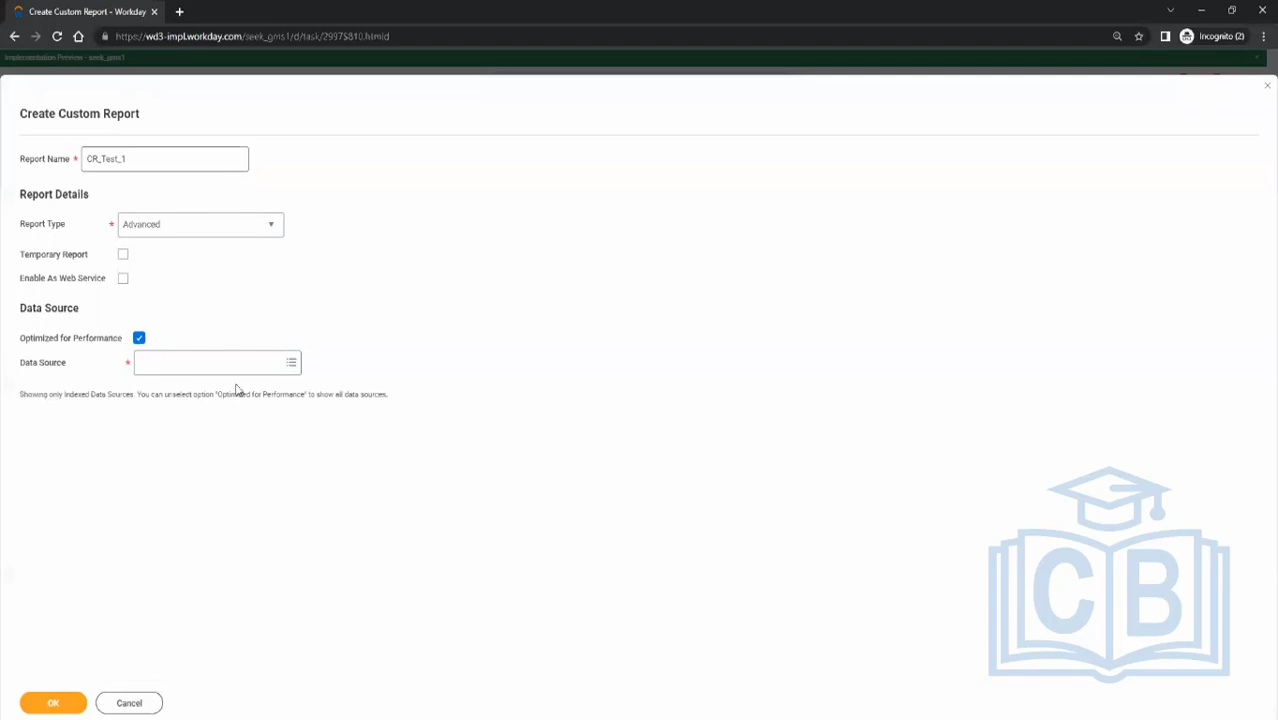 Create Custom Report - Workday
https://wd3-impl.workday.com/seek_gms1/d/task/2997$810.htmld
Incognito (2)
Implementation Preview - seek_gms1
Create Custom Report
Report Name * CR_Test_1
Report Details
Report Type * Advanced
Temporary Report
Enable As Web Service
Data Source
Optimized for Performance
Data Source *
Showing only Indexed Data Sources. You can unselect option "Optimized for Performance" to show all data sources.
CB
OK Cancel